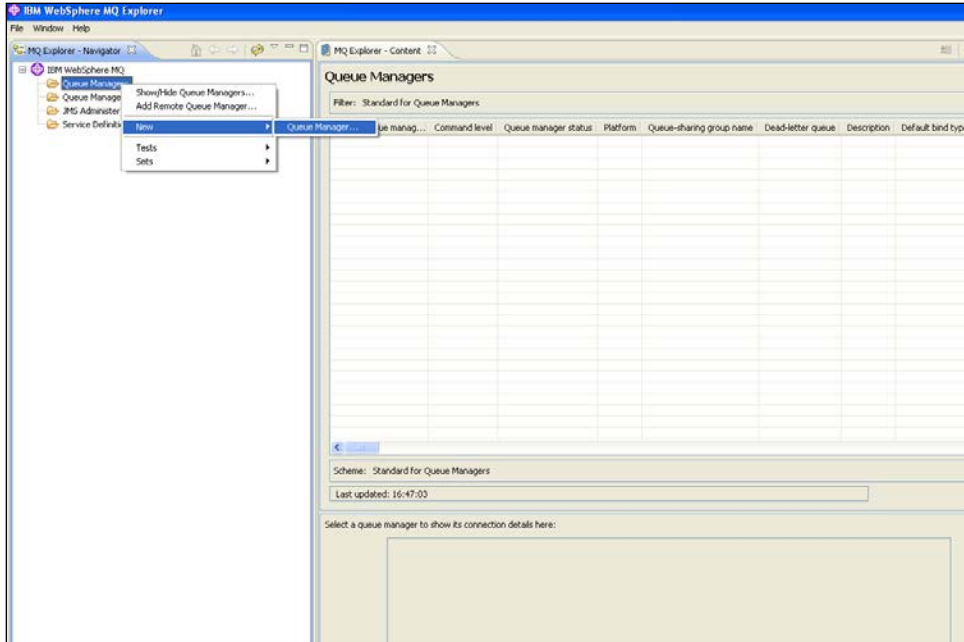 IBM WebSphere MQ Explorer
File Window Help
MQ Explorer - Navigator
IBM WebSphere MQ
Queue Managers
Queue Manage
JMS Administer
Service Definiti
Show/Hide Queue Managers...
Add Remote Queue Manager...
New
Queue Manager...
Tests
Sets
MQ Explorer - Content
Queue Managers
Filter: Standard for Queue Managers
ue manag... Command level Queue manager status Platform Queue-sharing group name Dead-letter queue Description Default bind typ
Scheme: Standard for Queue Managers
Last updated: 16:47:03
Select a queue manager to show its connection details here: